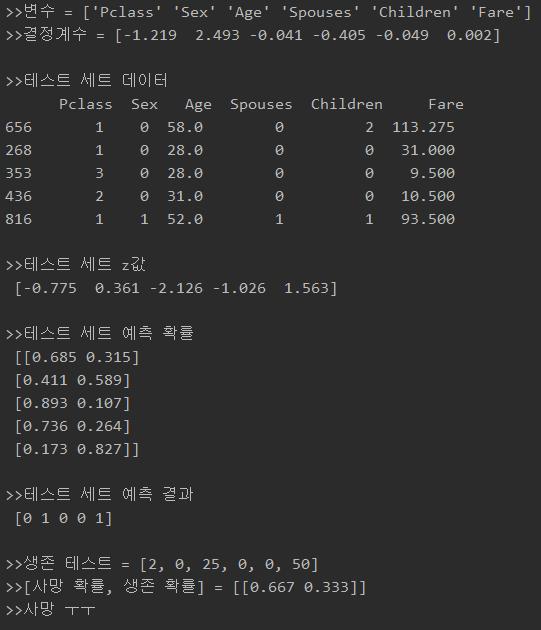 >>변수 = ['Pclass' 'Sex' 'Age' 'Spouses' 'Children' 'Fare']
>>결정계수 = [-1.219  2.493 -0.041 -0.405 -0.049  0.002]
>>테스트 세트 데이터
Pclass  Sex   Age  Spouses  Children     Fare
656       1    0  58.0        0         2  113.275
268       1    0  28.0        0         0   31.000
353       3    0  28.0        0         0    9.500
436       2    0  31.0        0         0   10.500
816       1    1  52.0        1         1   93.500
>>테스트 세트 z값
[-0.775  0.361 -2.126 -1.026  1.563]
>>테스트 세트 예측 확률
[[0.685 0.315]
[0.411 0.589]
[0.893 0.107]
[0.736 0.264]
[0.173 0.827]]
>>테스트 세트 예측 결과
[0 1 0 0 1]
>>생존 테스트 = [2, 0, 25, 0, 0, 50]
>>[사망 확률, 생존 확률] = [[0.667 0.333]]
>>사망 ㅜㅜ